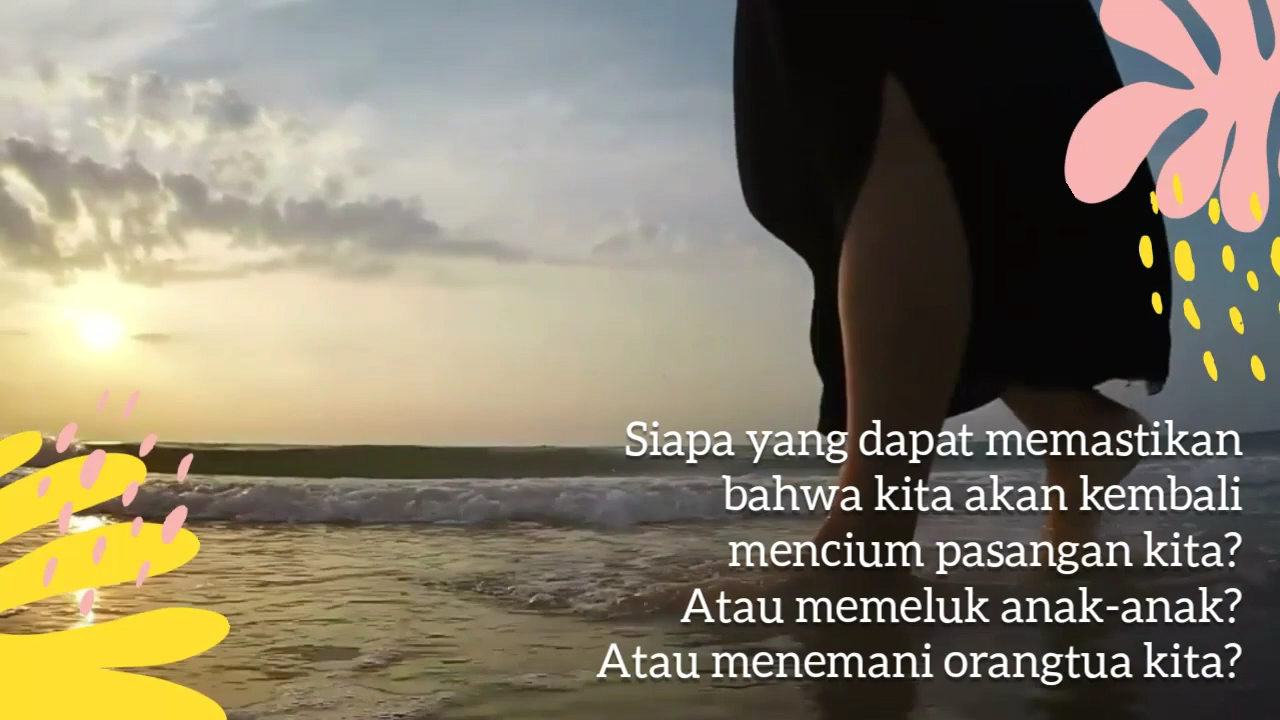 Siapa yang dapat memastikan
bahwa kita akan kembali
mencium pasangan kita?
Atau memeluk anak-anak?
Atau menemani orangtua kita?